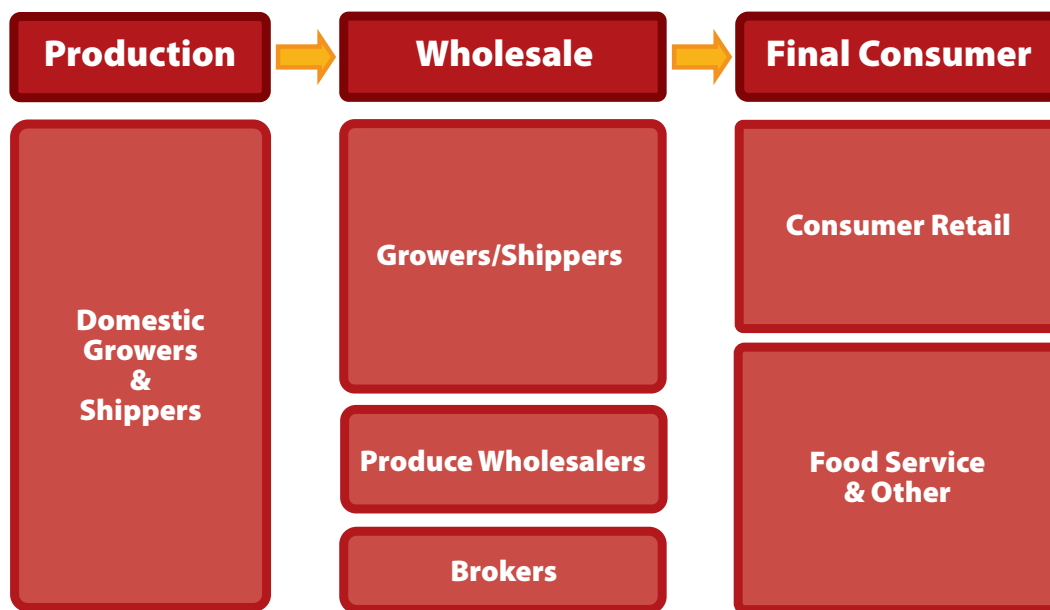 Production
Wholesale
Final Consumer
Domestic
Growers
&
Shippers
Growers/Shippers
Produce Wholesalers
Brokers
Consumer Retail
Food Service
& Other